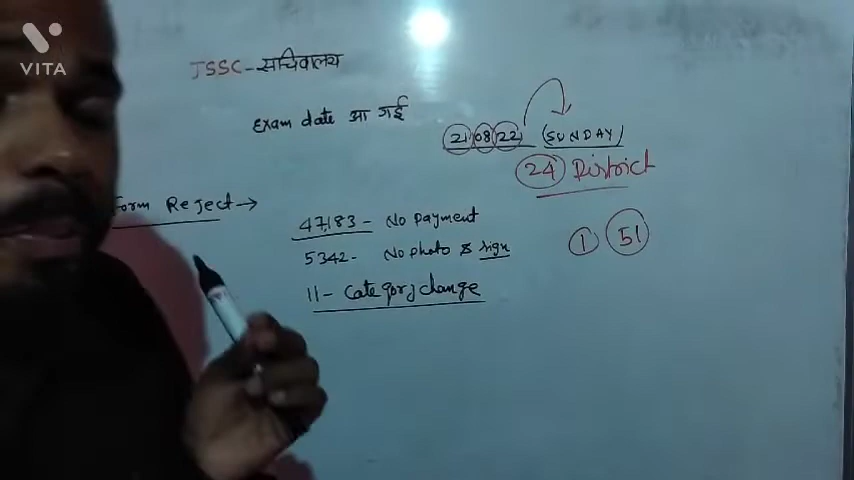 VITA
JSSC-सचिवालय
Exam date आ गई
21 08 22 (SUNDAY)
24 District
Form Reject→
47,183 - No payment
5342- No photo & sign
1 51
11- Category change